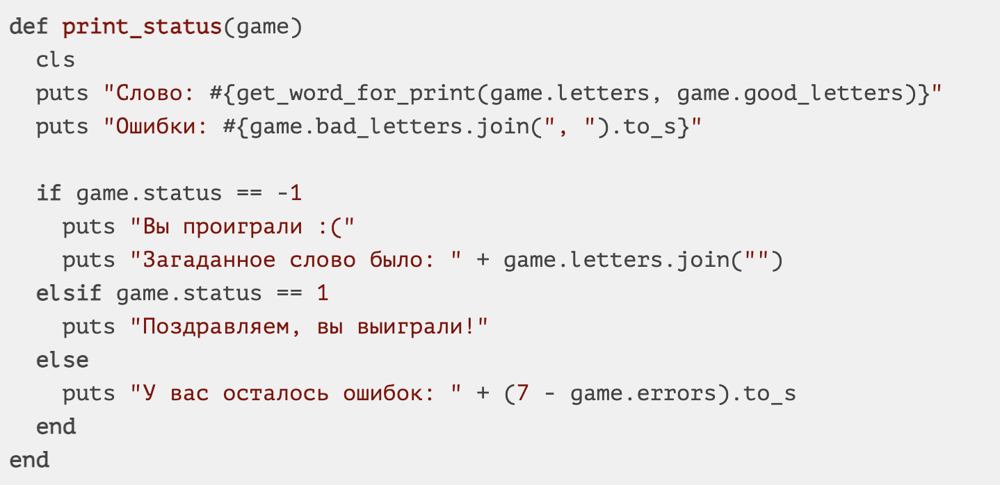 def print_status(game)
  cls
  puts "Слово: #{get_word_for_print(game.letters, game.good_letters)}"
  puts "Ошибки: #{game.bad_letters.join(", ").to_s}"

  if game.status == -1
    puts "Вы проиграли :("
    puts "Загаданное слово было: " + game.letters.join("")
  elsif game.status == 1
    puts "Поздравляем, вы выиграли!"
  else
    puts "У вас осталось ошибок: " + (7 - game.errors).to_s
  end
end